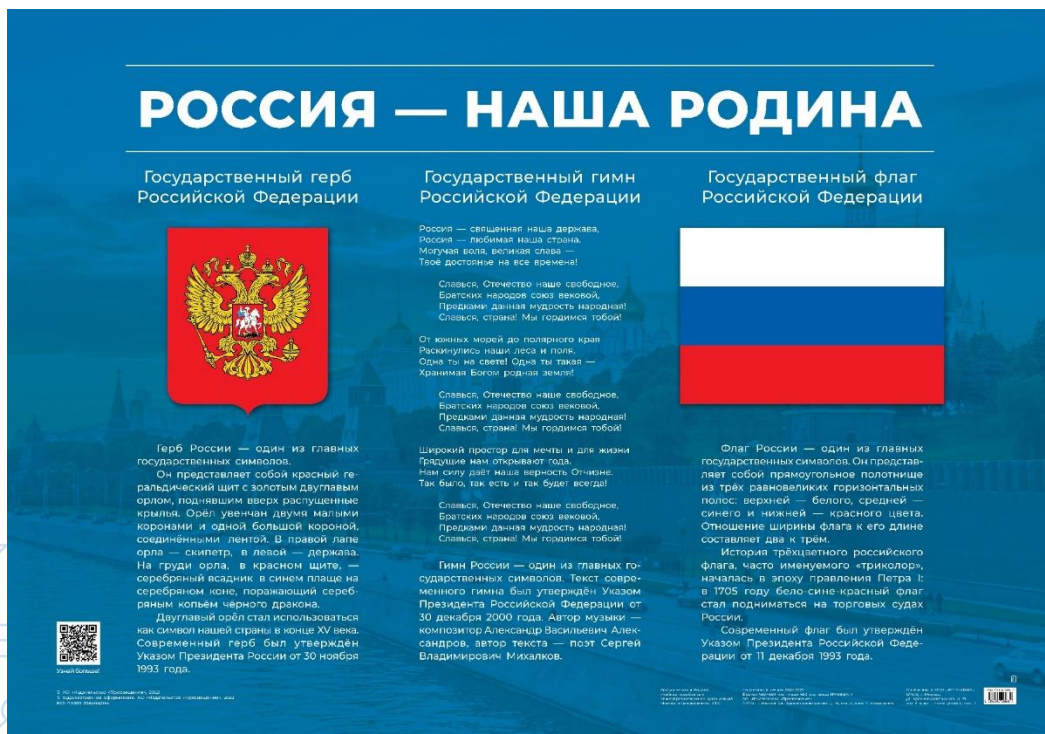 РОССИЯ — НАША РОДИНА
Государственный герб
Российской Федерации
Герб России — один из главных
государственных символов.
Он представляет собой красный ге-
ральдический щит с золотым двуглавым
орлом, поднявшим вверх распущенные
крылья. Орёл увенчан двумя малыми
коронами и одной большой короной,
соединёнными лентой. В правой лапе
орла — скипетр, в левой — держава.
На груди орла, в красном щите, —
серебряный всадник в синем плаще на
серебряном коне, поражающий сереб-
ряным копьём чёрного дракона.
Двуглавый орёл стал использоваться
как символ нашей страны в конце XV века.
Современный герб был утверждён
Указом Президента России от 30 ноября
1993 года.
Государственный гимн
Российской Федерации
Россия — священная наша держава,
Россия — любимая наша страна.
Могучая воля, великая слава —
Твоё достоянье на все времена!
Славься, Отечество наше свободное,
Братских народов союз вековой,
Предками данная мудрость народная!
Славься, страна! Мы гордимся тобой!
От южных морей до полярного края
Раскинулись наши леса и поля.
Одна ты на свете! Одна ты такая —
Хранимая Богом родная земля!
Славься, Отечество наше свободное,
Братских народов союз вековой,
Предками данная мудрость народная!
Славься, страна! Мы гордимся тобой!
Широкий простор для мечты и для жизни
Грядущие нам открывают года.
Нам силу даёт наша верность Отчизне.
Так было, так есть и так будет всегда!
Славься, Отечество наше свободное,
Братских народов союз вековой,
Предками данная мудрость народная!
Славься, страна! Мы гордимся тобой!
Гимн России — один из главных го-
сударственных символов. Текст совре-
менного гимна был утверждён Указом
Президента Российской Федерации от
30 декабря 2000 года. Автор музыки —
композитор Александр Васильевич Алек-
сандров, автор текста — поэт Сергей
Владимирович Михалков.
Государственный флаг
Российской Федерации
Флаг России — один из главных
государственных символов. Он представ-
ляет собой прямоугольное полотнище
из трёх равновеликих горизонтальных
полос: верхней — белого, средней —
синего и нижней — красного цвета.
Отношение ширины флага к его длине
составляет два к трём.
История трёхцветного российского
флага, часто именуемого «триколор»,
началась в эпоху правления Петра I:
в 1705 году бело-сине-красный флаг
стал подниматься на торговых судах
России.
Современный флаг был утверждён
Указом Президента Российской Феде-
рации от 11 декабря 1993 года.
Узнай больше!
© АО «Издательство «Просвещение», 2022
Все права защищены